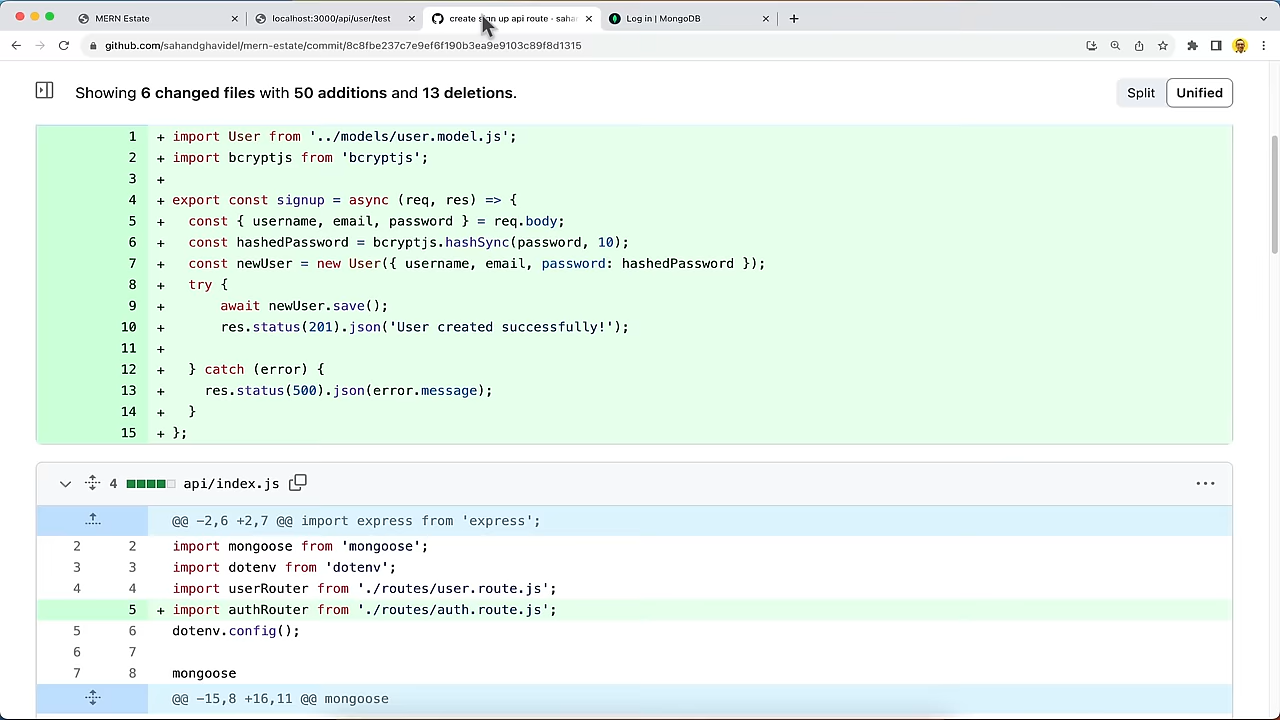 MERN Estate
localhost:3000/api/user/test
create sign up api route - sahan
Log in | MongoDB
github.com/sahandghavidel/mern-estate/commit/8c8fbe237c7e9ef6f190b3ea9e9103c89f8d1315
Showing 6 changed files with 50 additions and 13 deletions.
Split
Unified
1 + import User from '../models/user.model.js';
2 + import bcryptjs from 'bcryptjs';
3 +
4 + export const signup = async (req, res) => {
5 + const { username, email, password } = req.body;
6 + const hashedPassword = bcryptjs.hashSync(password, 10);
7 + const newUser = new User({ username, email, password: hashedPassword });
8 + try {
9 + await newUser.save();
10 + res.status(201).json('User created successfully!');
11 +
12 + } catch (error) {
13 + res.status(500).json(error.message);
14 + }
15 + };
4 api/index.js
@@ -2,6 +2,7 @@ import express from 'express';
2 2 import mongoose from 'mongoose';
3 3 import dotenv from 'dotenv';
4 4 import userRouter from './routes/user.route.js';
5 + import authRouter from './routes/auth.route.js';
5 6 dotenv.config();
6 7
7 8 mongoose
@@ -15,8 +16,11 @@ mongoose